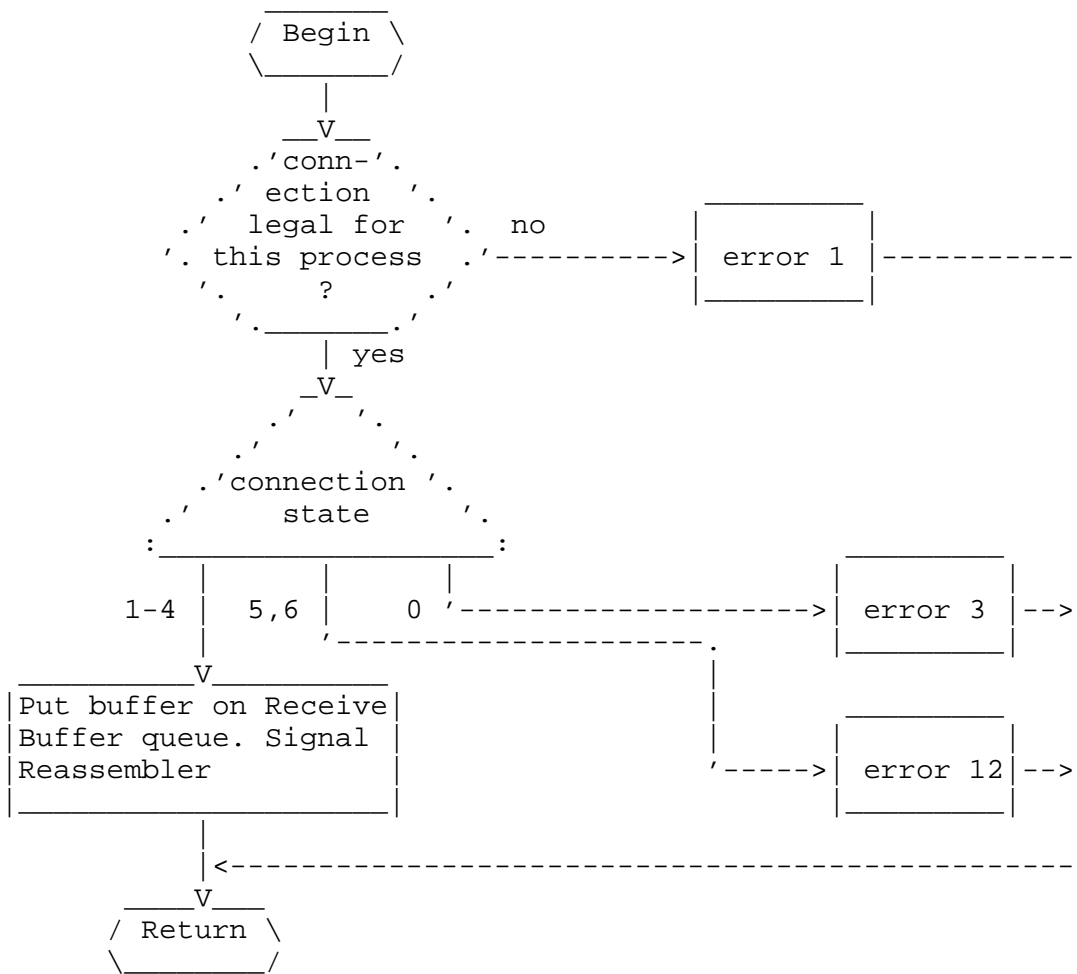 Begin
conn-
ection
legal for
no
this process
error 1
?
yes
connection
state
1-4
5,6
0
error 3
Put buffer on Receive
Buffer queue. Signal
Reassembler
error 12
Return